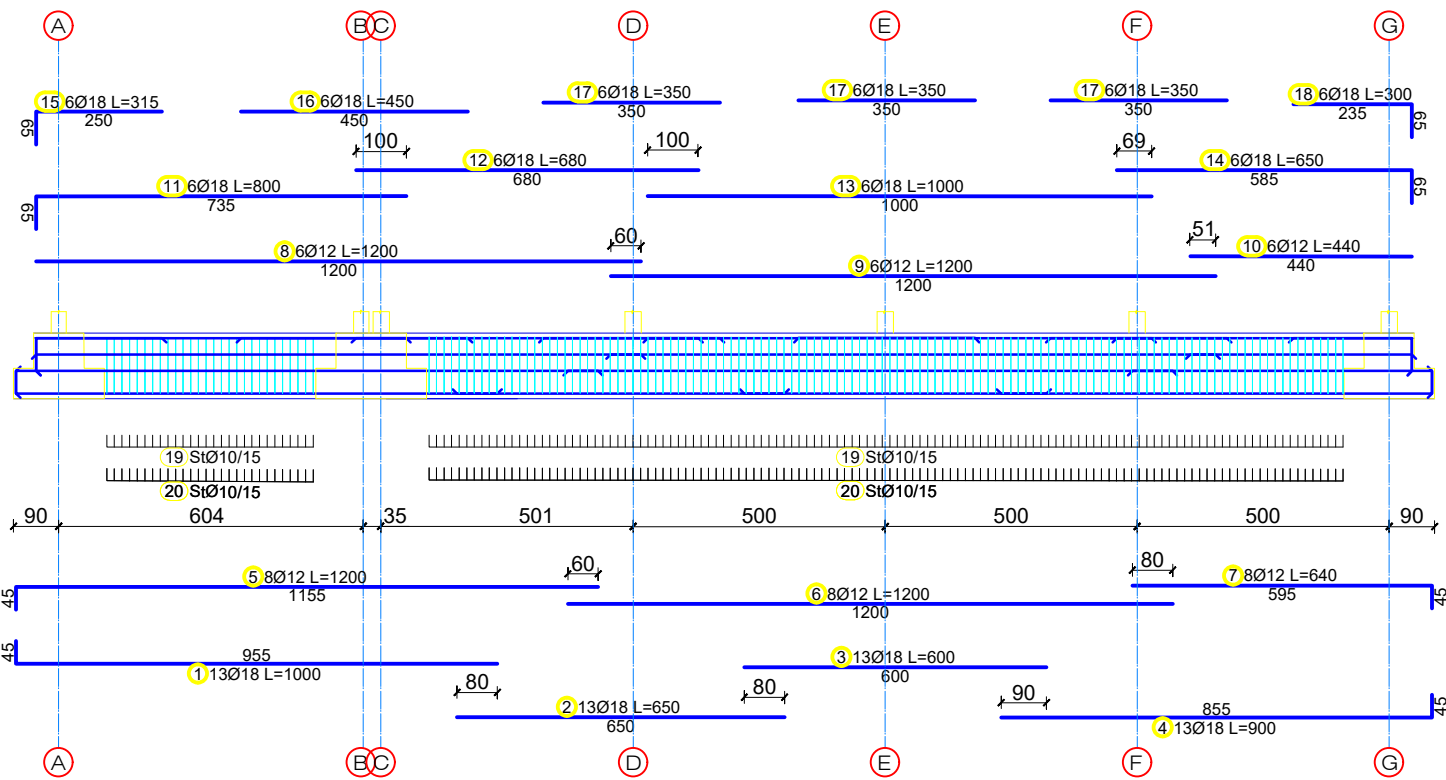 A B C D E F G
15 6Ø18 L=315
250
65
16 6Ø18 L=450
450
17 6Ø18 L=350
350
17 6Ø18 L=350
350
17 6Ø18 L=350
350
18 6Ø18 L=300
235
65
100
12 6Ø18 L=680
680
100
69
14 6Ø18 L=650
585
65
11 6Ø18 L=800
735
65
13 6Ø18 L=1000
1000
8 6Ø12 L=1200
1200
60
9 6Ø12 L=1200
1200
51
10 6Ø12 L=440
440
19 StØ10/15
19 StØ10/15
20 StØ10/15
20 StØ10/15
90 604 35 501 500 500 500 90
5 8Ø12 L=1200
1155
45
60
6 8Ø12 L=1200
1200
80
7 8Ø12 L=640
595
45
955
1 13Ø18 L=1000
45
3 13Ø18 L=600
600
80
2 13Ø18 L=650
650
80
90
855
4 13Ø18 L=900
45
A B C D E F G